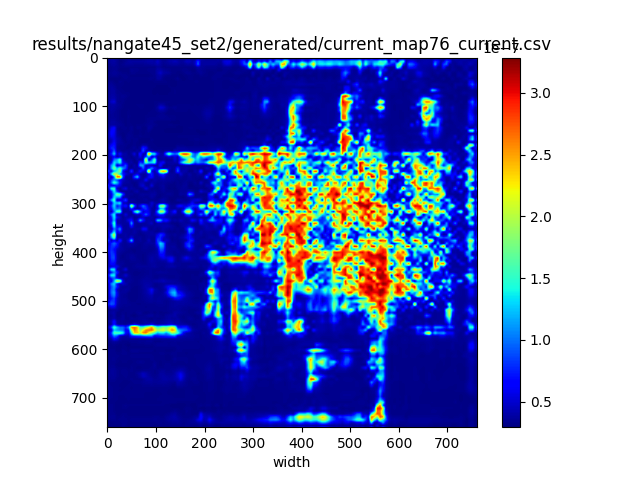 results/nangate45_set2/generated/current_map76_current.csv
1e−7
0
100
200
300
400
500
600
700
height
0 100 200 300 400 500 600 700
width
3.0
2.5
2.0
1.5
1.0
0.5